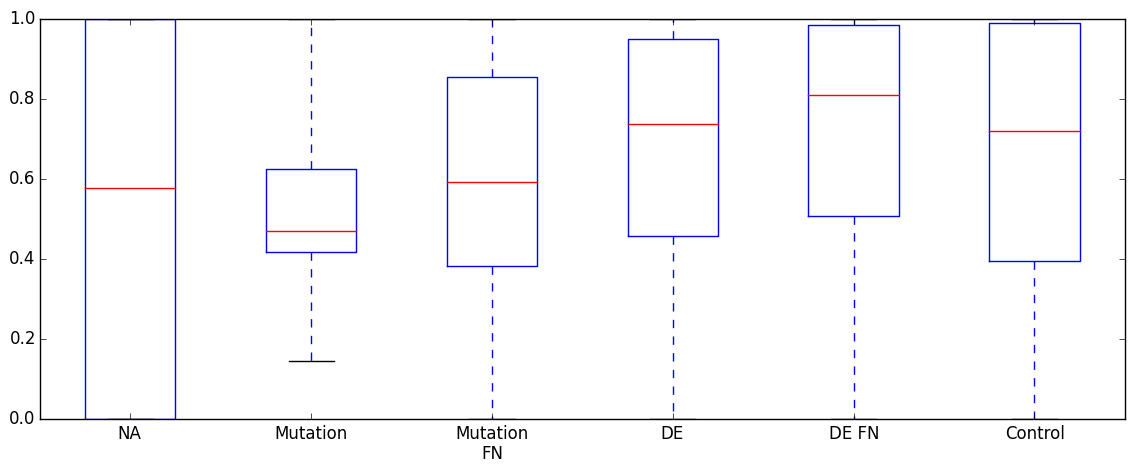 1.0
0.8
0.6
0.4
0.2
0.0
NA
Mutation
Mutation
FN
DE
DE FN
Control